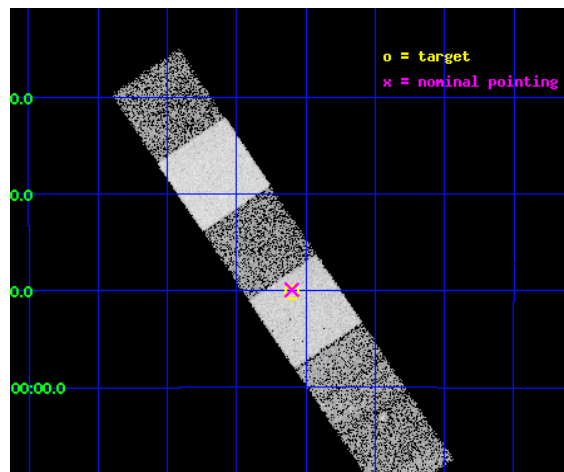 o = target
x = nominal pointing
0.0
0.0
0.0
00:00.0